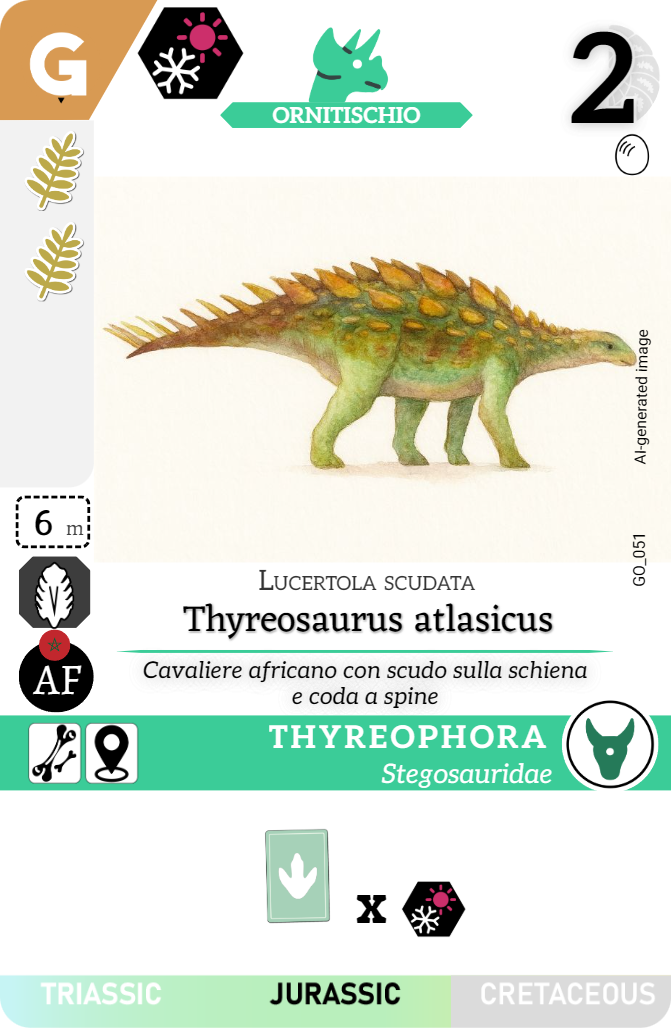 G
ORNITISCHIO
2
AI-generated image
GO_051
6 m
AF
Lucertola scudata
Thyreosaurus atlasicus
Cavaliere africano con scudo sulla schiena
e coda a spine
THYREOPHORA
Stegosauridae
x
TRIASSIC JURASSIC CRETACEOUS